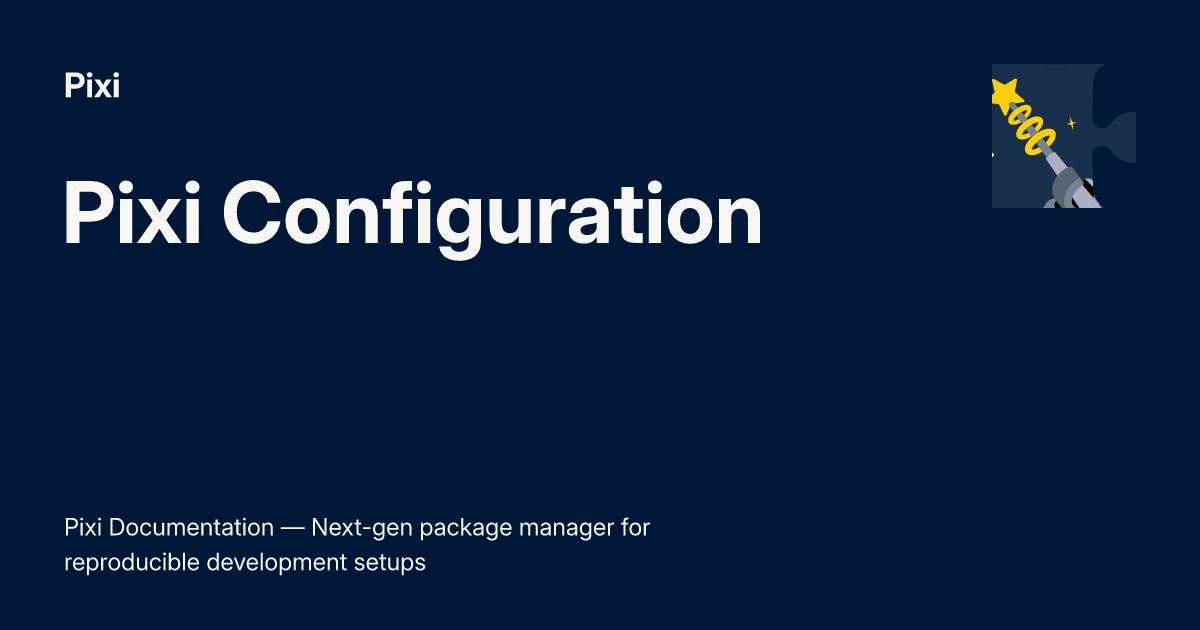 Pixi
Pixi Configuration
Pixi Documentation — Next-gen package manager for
reproducible development setups